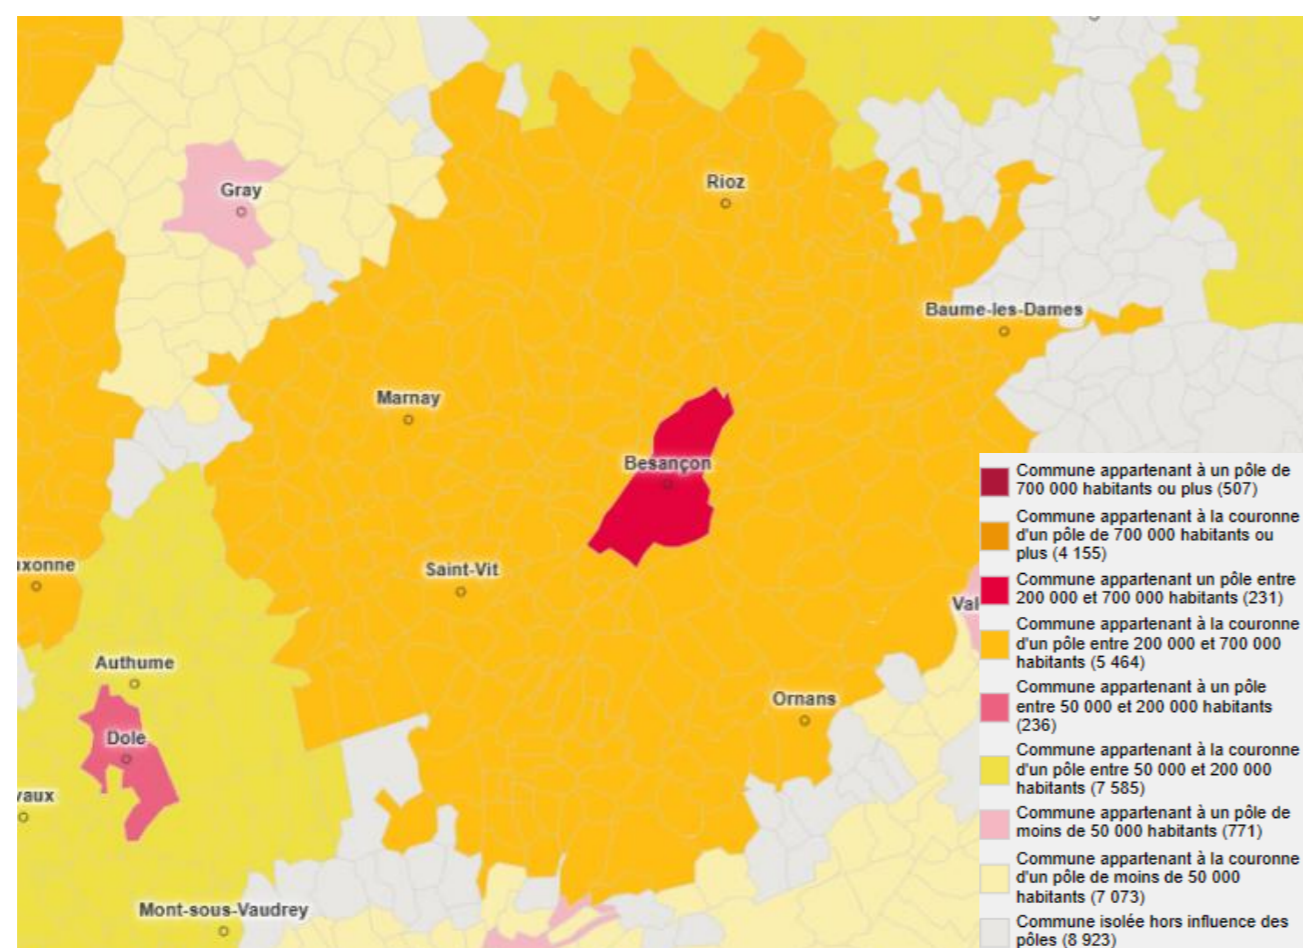 Gray
Rioz
Baume-les-Dames
Marnay
Besançon
ixonne
Saint-Vit
Val
Authume
Ornans
Dole
vaux
Mont-sous-Vaudrey
Commune appartenant à un pôle de
700 000 habitants ou plus (507)
Commune appartenant à la couronne
d'un pôle de 700 000 habitants ou
plus (4 155)
Commune appartenant un pôle entre
200 000 et 700 000 habitants (231)
Commune appartenant à la couronne
d'un pôle entre 200 000 et 700 000
habitants (5 464)
Commune appartenant à un pôle
entre 50 000 et 200 000 habitants
(236)
Commune appartenant à la couronne
d'un pôle entre 50 000 et 200 000
habitants (7 585)
Commune appartenant à un pôle de
moins de 50 000 habitants (771)
Commune appartenant à la couronne
d'un pôle de moins de 50 000
habitants (7 073)
Commune isolée hors influence des
pôles (8 923)